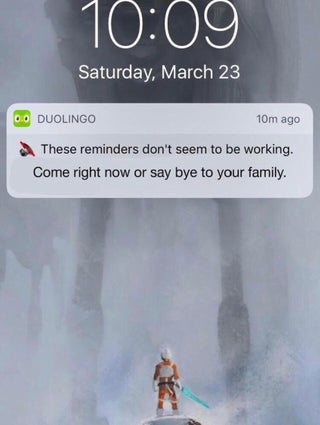 10:09
Saturday, March 23
DUOLINGO 10m ago
These reminders don't seem to be working.
Come right now or say bye to your family.